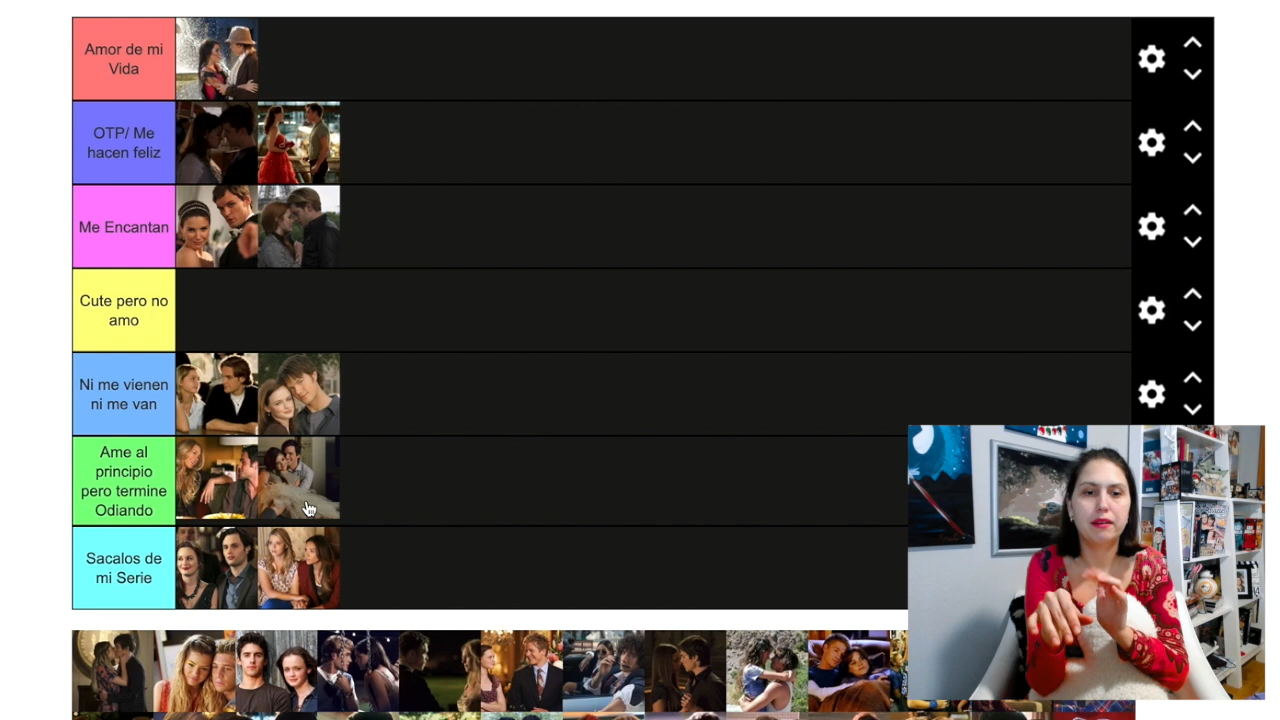 Amor de mi
Vida
OTP/ Me
hacen feliz
Me Encantan
Cute pero no
amo
Ni me vienen
ni me van
Ame al
principio
pero termine
Odiando
Sacalos de
mi Serie